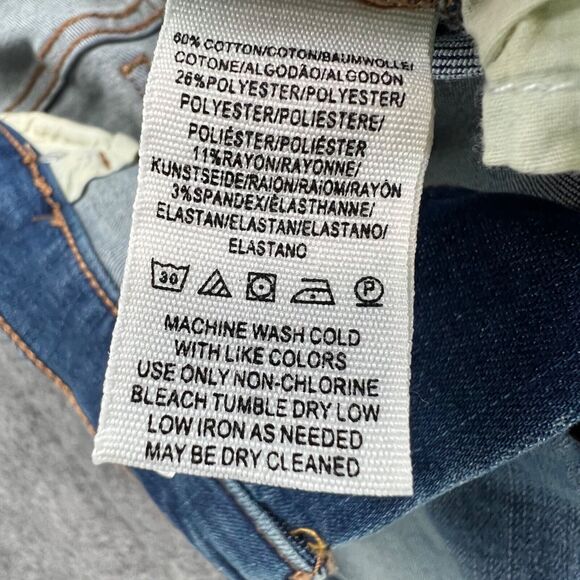 60% COTTON/COTON/BAUMWOLLE/
COTONE/ALGODÃO/ALGODÓN
26%POLYESTER/POLYESTER/
POLYESTER/POLIESTERE/
POLIÉSTER/POLIÉSTER
11%RAYON/RAYONNE/
KUNSTSEIDE/RAION/RAIOM/RAYÓN
3%SPANDEX/ÉLASTHANNE/
ELASTAN/ELASTAN/ELASTANO/
ELASTANO
30 P
MACHINE WASH COLD
WITH LIKE COLORS
USE ONLY NON-CHLORINE
BLEACH TUMBLE DRY LOW
LOW IRON AS NEEDED
MAY BE DRY CLEANED